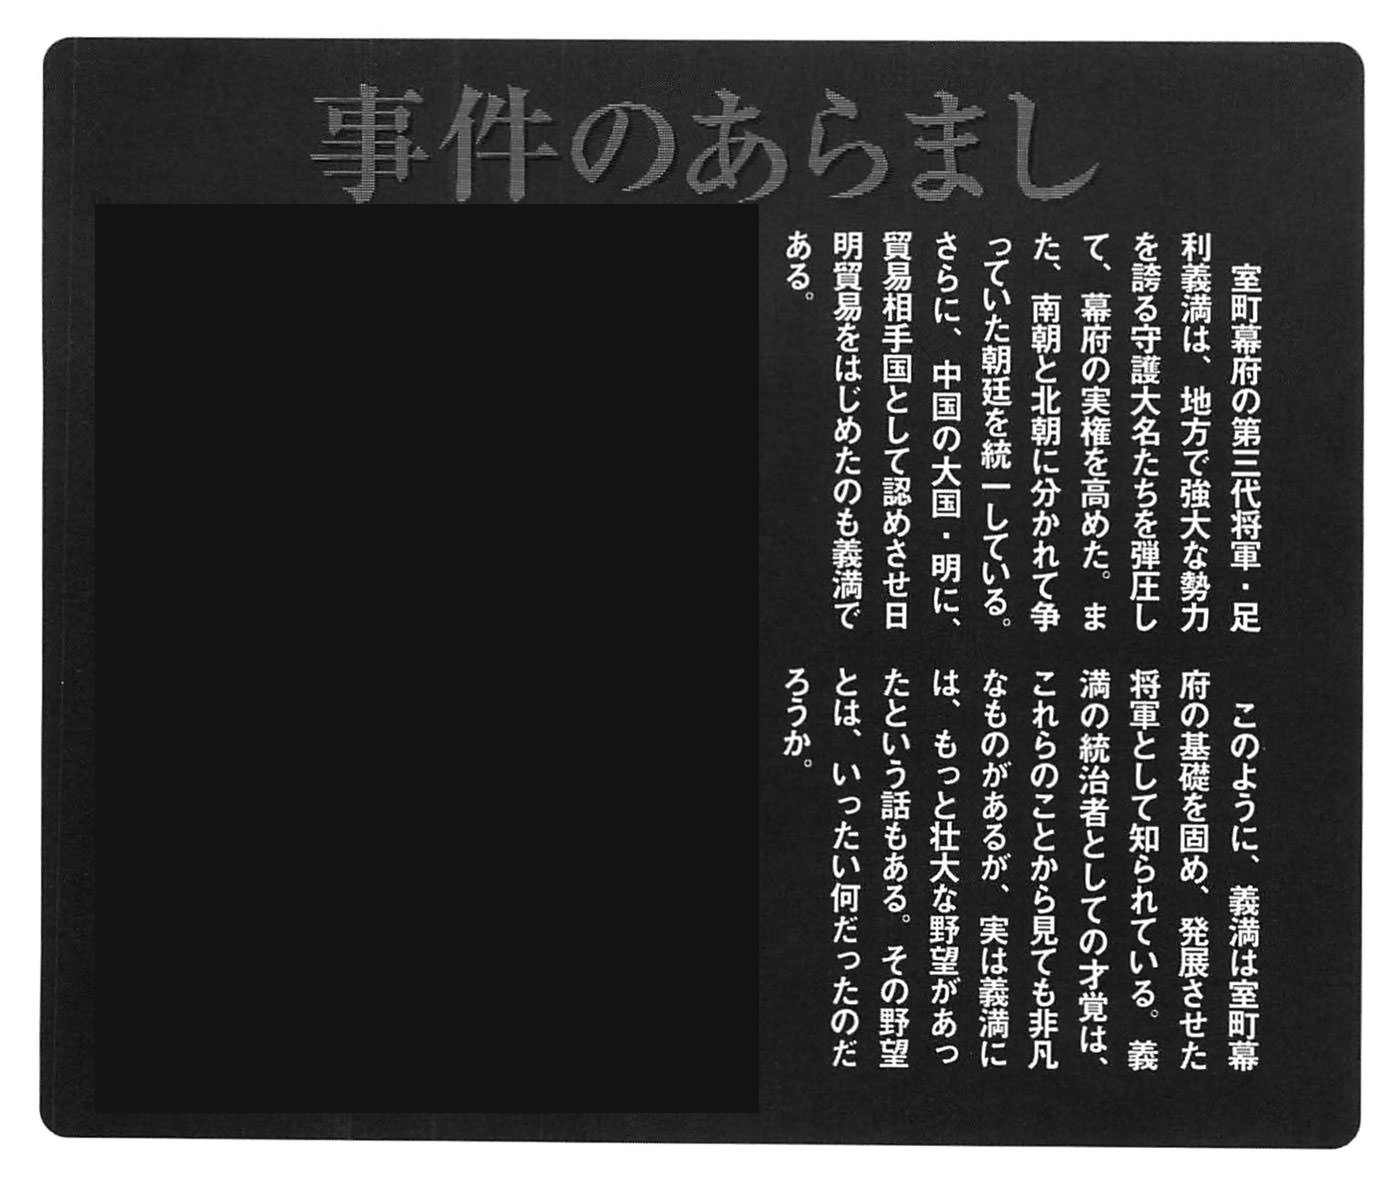 事件のあらまし
室町幕府の第三代将軍・足
利義満は、地方で強大な勢力
を誇る守護大名たちを弾圧し
て、幕府の実権を高めた。ま
た、南朝と北朝に分かれて争
っていた朝廷を統一している。
さらに、中国の大国・明に、
貿易相手国として認めさせ日
明貿易をはじめたのも義満で
ある。
このように、義満は室町幕
府の基礎を固め、発展させた
将軍として知られている。義
満の統治者としての才覚は、
これらのことから見ても非凡
なものがあるが、実は義満に
は、もっと壮大な野望があっ
たという話もある。その野望
とは、いったい何だったのだ
ろうか。